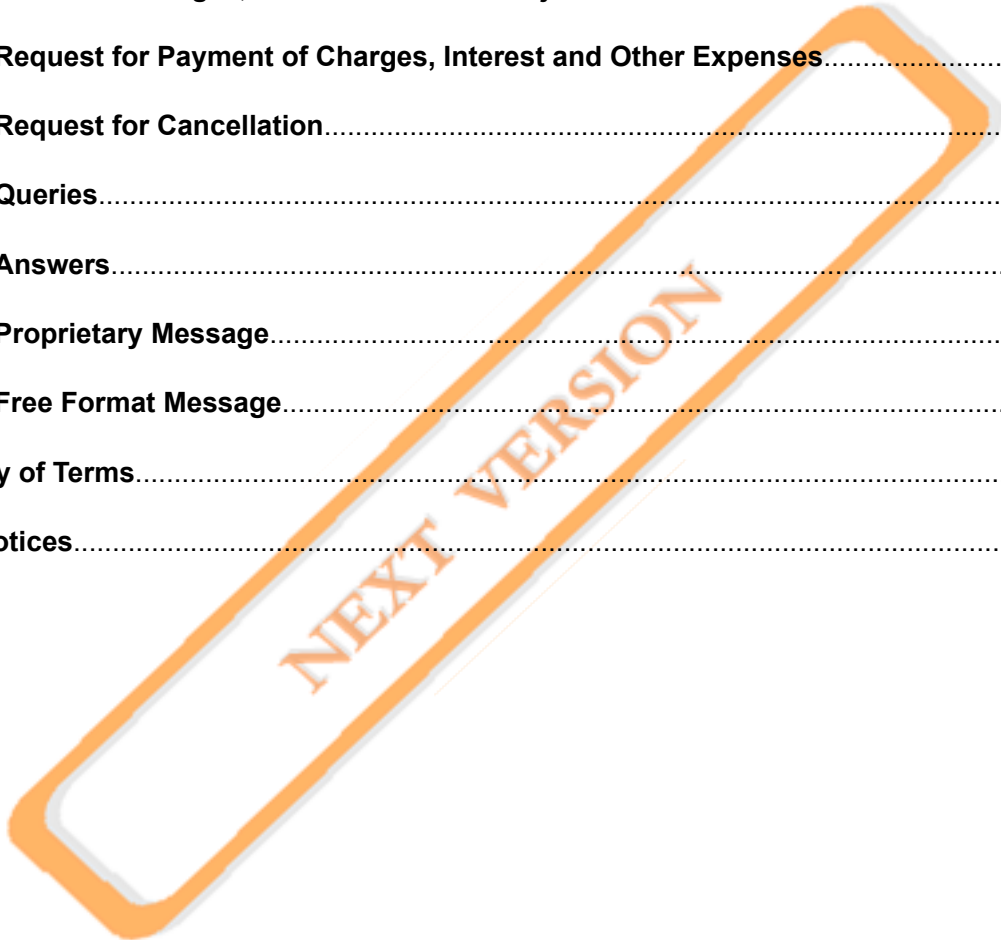 Request for Payment of Charges, Interest and Other Expenses
Request for Cancellation
Queries
Answers
Proprietary Message
Free Format Message
y of Terms
otices
NEXT VERSION